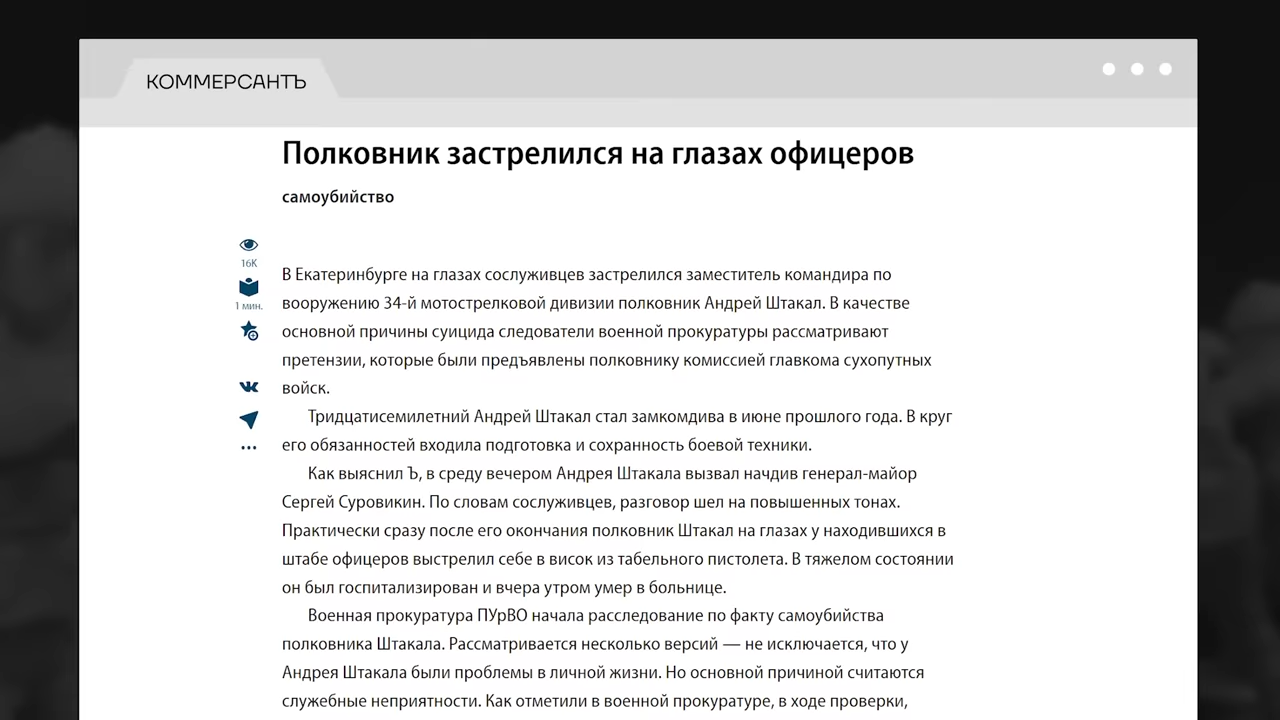 КОММЕРСАНТЪ
Полковник застрелился на глазах офицеров
самоубийство
16K
1 мин.
В Екатеринбурге на глазах сослуживцев застрелился заместитель командира по
вооружению 34-й мотострелковой дивизии полковник Андрей Штакал. В качестве
основной причины суицида следователи военной прокуратуры рассматривают
претензии, которые были предъявлены полковнику комиссией главкома сухопутных
войск.
Тридцатисемилетний Андрей Штакал стал замкомдива в июне прошлого года. В круг
его обязанностей входила подготовка и сохранность боевой техники.
Как выяснил Ъ, в среду вечером Андрея Штакала вызвал начдив генерал-майор
Сергей Суровикин. По словам сослуживцев, разговор шел на повышенных тонах.
Практически сразу после его окончания полковник Штакал на глазах у находившихся в
штабе офицеров выстрелил себе в висок из табельного пистолета. В тяжелом состоянии
он был госпитализирован и вчера утром умер в больнице.
Военная прокуратура ПУрВО начала расследование по факту самоубийства
полковника Штакала. Рассматривается несколько версий — не исключается, что у
Андрея Штакала были проблемы в личной жизни. Но основной причиной считаются
служебные неприятности. Как отметили в военной прокуратуре, в ходе проверки,